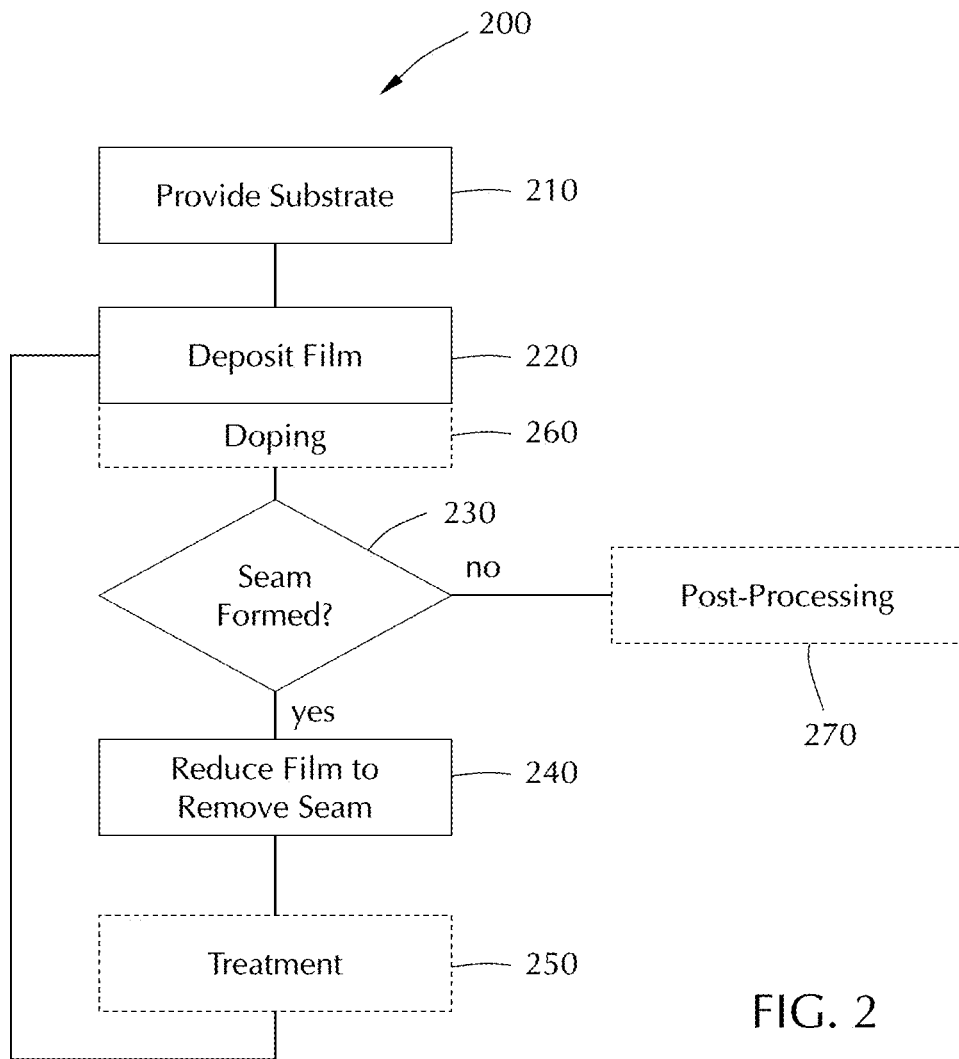 200
Provide Substrate
210
Deposit Film
220
Doping
260
230
Seam
Formed?
no
Post-Processing
270
yes
Reduce Film to
Remove Seam
240
Treatment
250
FIG. 2